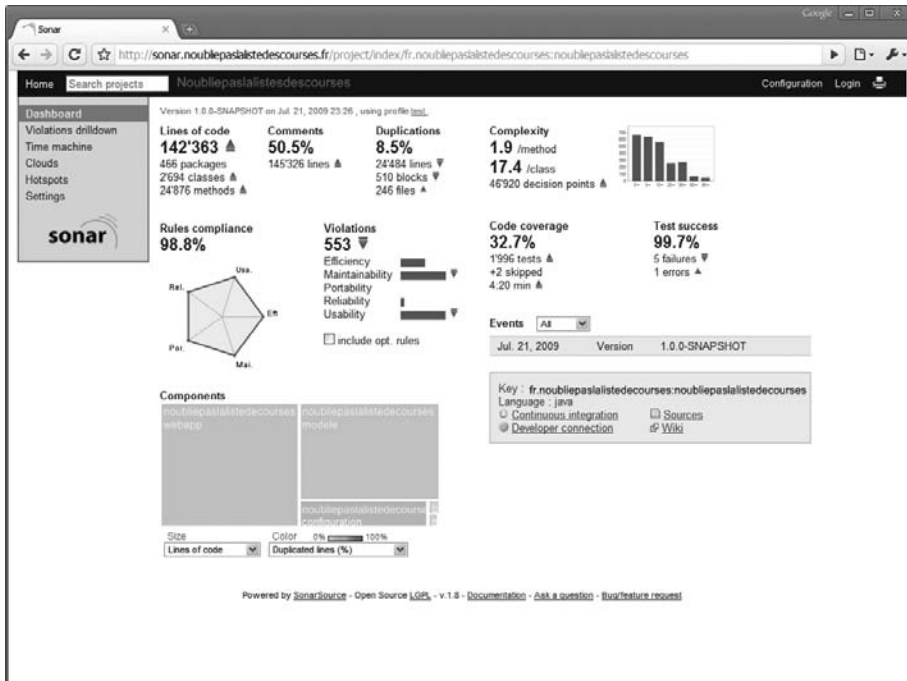 Google
Sonar
http://sonar.noubliepaslalistedescourses.fr/project/index/fr.noubliepaslalistedescourses:noubliepaslalistedescourses
Home
Search projects
Noubliepaslalistesdescourses
Configuration
Login
Dashboard
Violations drilldown
Time machine
Clouds
Hotspots
Settings
sonar
Version 1.0.0-SNAPSHOT on Jul. 21, 2009 23:26 , using profile test.
Lines of code
142'363
466 packages
2'694 classes
24'876 methods
Comments
50.5%
145'326 lines
Duplications
8.5%
24'484 lines
510 blocks
246 files
Complexity
1.9 /method
17.4 /class
46'920 decision points
Rules compliance
98.8%
Usa.
Rel.
Eff.
Por.
Mai.
Violations
553
Efficiency
Maintainability
Portability
Reliability
Usability
include opt. rules
Code coverage
32.7%
1'996 tests
+2 skipped
4:20 min
Test success
99.7%
5 failures
1 errors
Events
All
Jul. 21, 2009 Version 1.0.0-SNAPSHOT
Key : fr.noubliepaslalistedecourses:noubliepaslalistedecourses
Language : java
Continuous integration
Sources
Developer connection
Wiki
Components
noubliepaslalistedecourses
webapp
noubliepaslalistedecourses
modele
noubliepaslalistedecourse
configuration
Size
Lines of code
Color 0% 100%
Duplicated lines (%)
Powered by SonarSource - Open Source LGPL - v.1.8 - Documentation - Ask a question - Bug/feature request